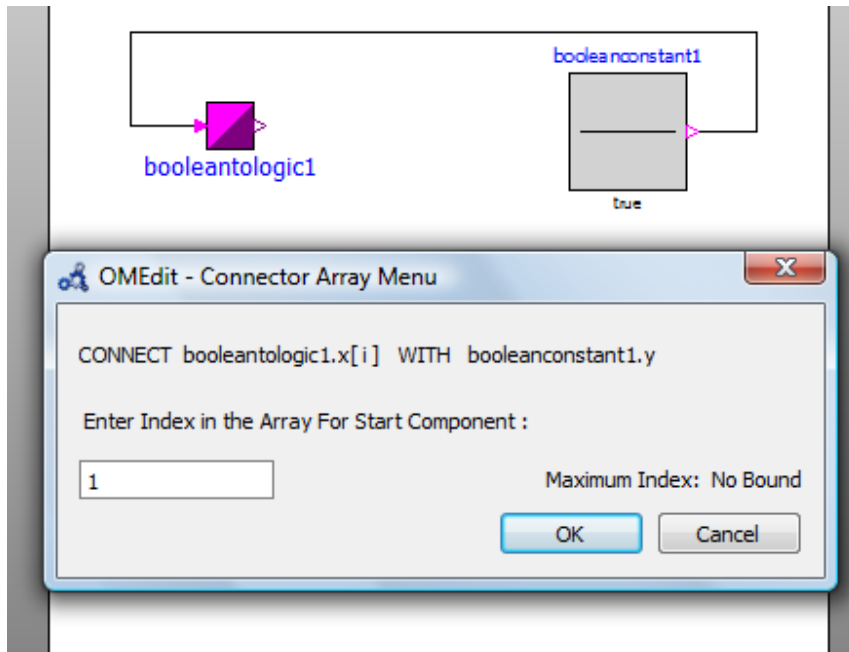 booleanconstant1
booleantologic1
true
OMEdit - Connector Array Menu
CONNECT booleantologic1.x[i] WITH booleanconstant1.y
Enter Index in the Array For Start Component :
1
Maximum Index: No Bound
OK Cancel